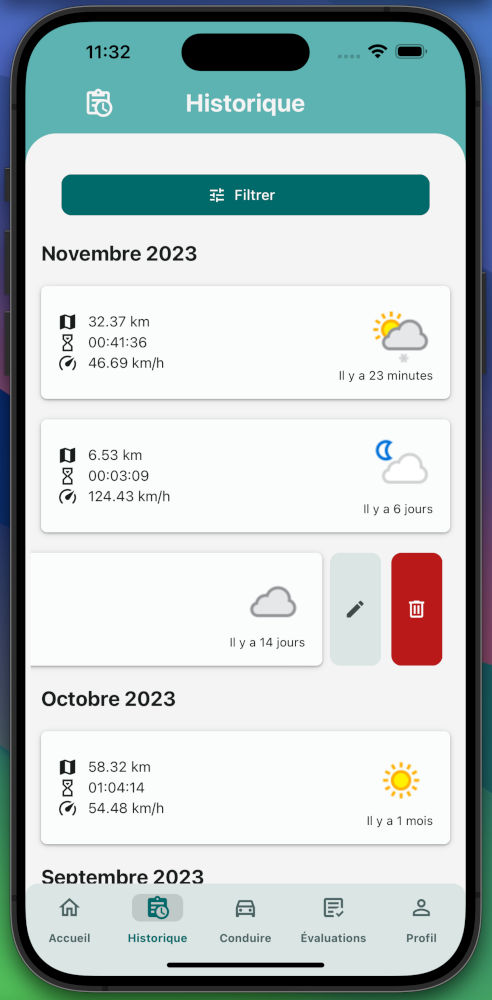 11:32
Historique
Filtrer
Novembre 2023
32.37 km
00:41:36
46.69 km/h
Il y a 23 minutes
6.53 km
00:03:09
124.43 km/h
Il y a 6 jours
Il y a 14 jours
Octobre 2023
58.32 km
01:04:14
54.48 km/h
Il y a 1 mois
Septembre 2023
Accueil
Historique
Conduire
Évaluations
Profil